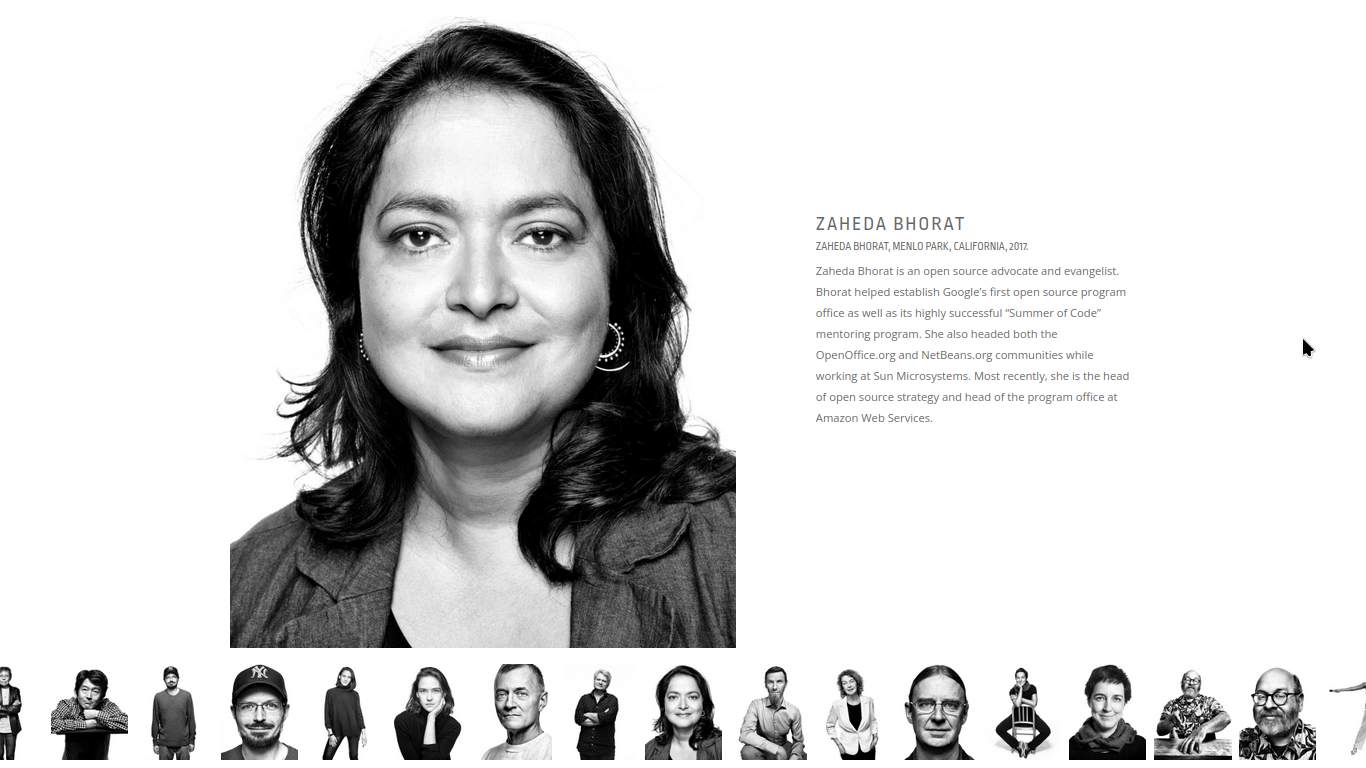 ZAHEDA BHORAT
ZAHEDA BHORAT, MENLO PARK, CALIFORNIA, 2017.
Zaheda Bhorat is an open source advocate and evangelist.
Bhorat helped establish Google’s first open source program
office as well as its highly successful “Summer of Code”
mentoring program. She also headed both the
OpenOffice.org and NetBeans.org communities while
working at Sun Microsystems. Most recently, she is the head
of open source strategy and head of the program office at
Amazon Web Services.